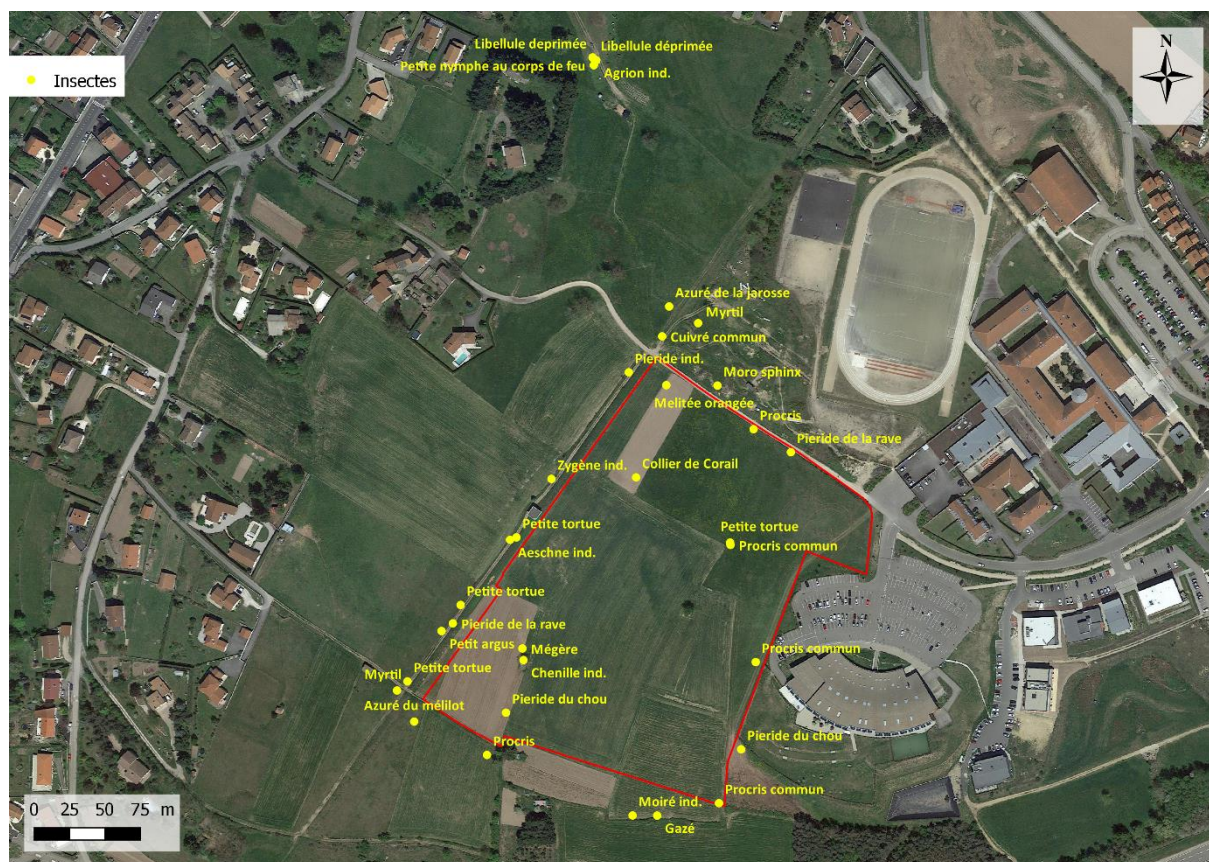 Libellule deprimée
Libellule déprimée
Petite nymphe au corps de feu
Agrion ind.
N
Insectes
Azuré de la jarosse
Myrtil
Cuivré commun
Pieride ind.
Moro sphinx
Melitée orangée
Procris
Pieride de la rave
Zygène ind.
Collier de Corail
Petite tortue
Aeschne ind.
Petite tortue
Procris commun
Petite tortue
Pieride de la rave
Petit argus
Mégère
Procris commun
Chenille ind.
Myrtil
Petite tortue
Azuré du mélilot
Pieride du chou
Procris
Pieride du chou
Procris commun
Moiré ind.
Gazé
0 25 50 75 m